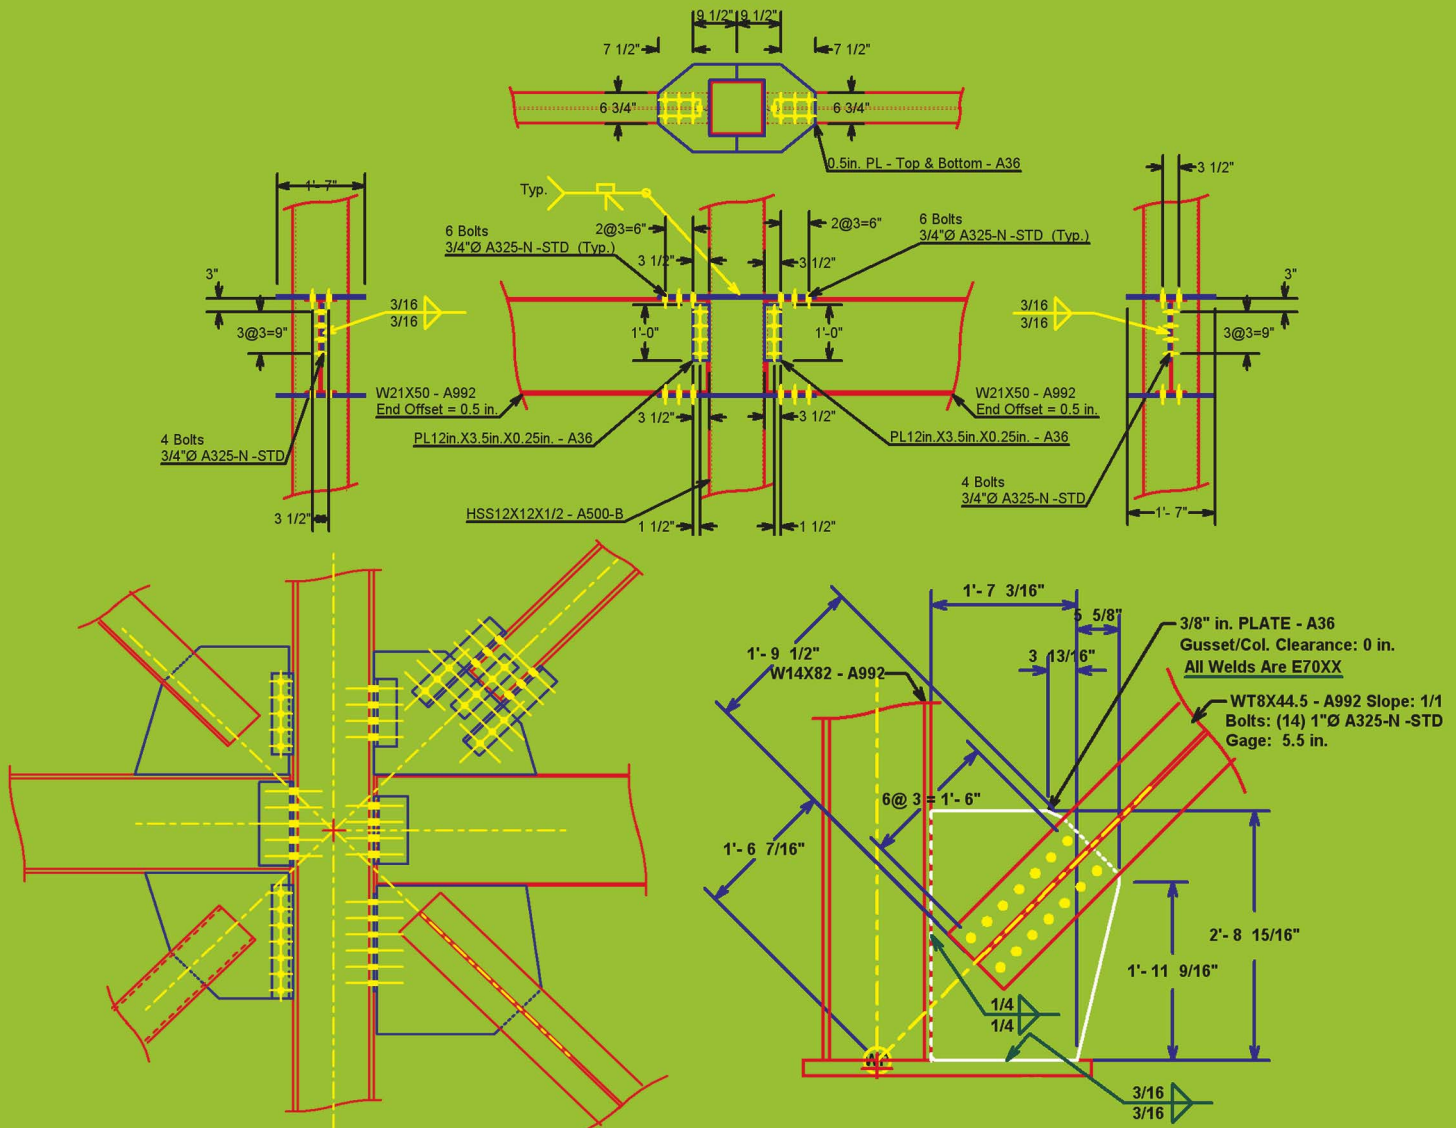 9 1/2" 9 1/2"
7 1/2" 7 1/2"
6 3/4" 6 3/4"
0.5in. PL - Top & Bottom - A36
1'- 7"
3 1/2"
Typ.
2@3=6" 2@3=6"
6 Bolts
3/4"Ø A325-N -STD (Typ.)
6 Bolts
3/4"Ø A325-N -STD (Typ.)
3 1/2" 3 1/2"
3" 3"
3/16
3/16
3/16
3/16
3@3=9" 3@3=9"
1'-0" 1'-0"
W21X50 - A992
End Offset = 0.5 in.
W21X50 - A992
End Offset = 0.5 in.
3 1/2" 3 1/2"
PL12in.X3.5in.X0.25in. - A36
PL12in.X3.5in.X0.25in. - A36
4 Bolts
3/4"Ø A325-N -STD
4 Bolts
3/4"Ø A325-N -STD
HSS12X12X1/2 - A500-B
3 1/2" 1 1/2" 1 1/2" 1'- 7"
1'- 7 3/16"
5 5/8"
3/8" in. PLATE - A36
Gusset/Col. Clearance: 0 in.
All Welds Are E70XX
1'- 9 1/2"
3 13/16"
W14X82 - A992
WT8X44.5 - A992 Slope: 1/1
Bolts: (14) 1"Ø A325-N -STD
Gage: 5.5 in.
6@ 3 = 1'- 6"
1'- 6 7/16"
2'- 8 15/16"
1'- 11 9/16"
1/4
1/4
3/16
3/16